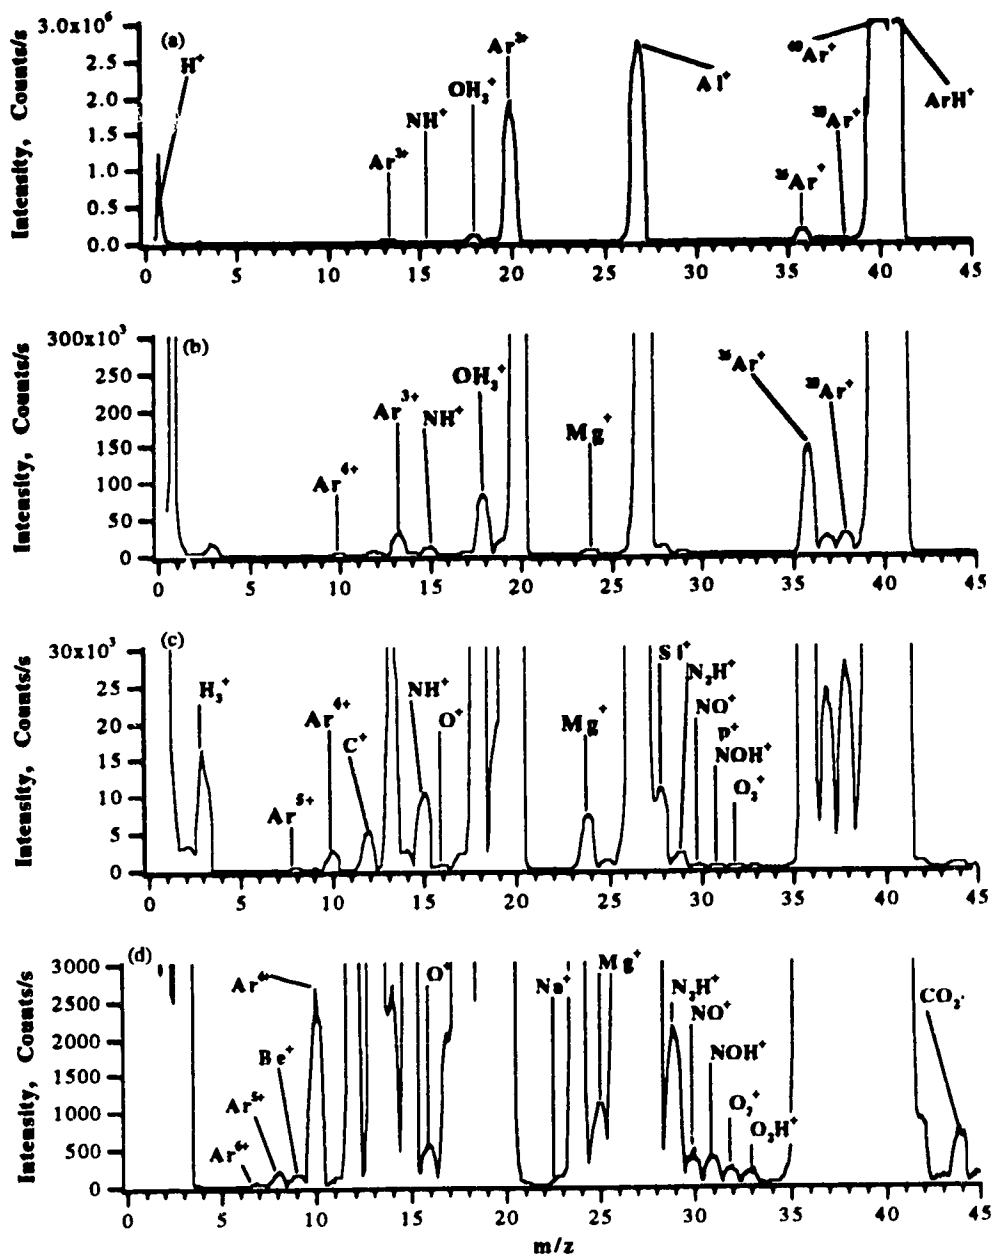 3.0x10⁶
(a)
H⁺
Ar³⁺
NH⁺
OH₃⁺
Ar²⁺
Al⁺
⁴⁰Ar⁺
³⁸Ar⁺
³⁶Ar⁺
ArH⁺
2.5
2.0
1.5
1.0
0.5
0.0
Intensity, Counts/s
0 5 10 15 20 25 30 35 40 45
300x10³
(b)
Ar⁴⁺
Ar³⁺
NH⁺
OH₃⁺
Mg⁺
³⁶Ar⁺
³⁸Ar⁺
250
200
150
100
50
0
Intensity, Counts/s
0 5 10 15 20 25 30 35 40 45
30x10³
(c)
H₃⁺
Ar⁵⁺
Ar⁴⁺
C⁺
NH⁺
O⁺
Mg⁺
Si⁺
N₂H⁺
NO⁺
P⁺
NOH⁺
O₂⁺
25
20
15
10
5
0
Intensity, Counts/s
0 5 10 15 20 25 30 35 40 45
(d)
3000
2500
2000
1500
1000
500
0
Intensity, Counts/s
Ar⁴⁺
Be⁺
Ar⁵⁺
Ar⁶⁺
O⁺
Na⁺
Mg⁺
N₂H⁺
NO⁺
NOH⁺
O₂⁺
O₂H⁺
CO₂
0 5 10 15 20 25 30 35 40 45
m/z